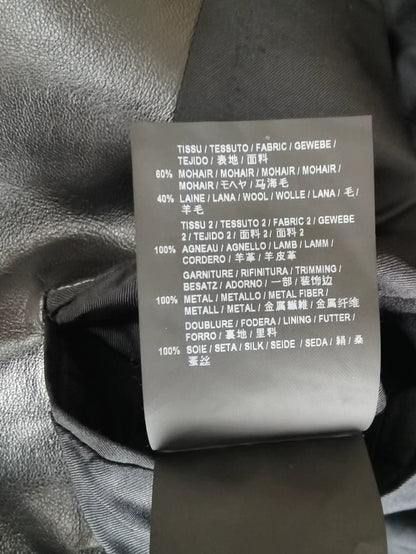 TISSU / TESSUTO / FABRIC / GEWEBE /
TEJIDO / 表地 / 面料
60% MOHAIR / MOHAIR / MOHAIR / MOHAIR /
MOHAIR / モヘヤ / 马海毛
40% LAINE / LANA / WOOL / WOLLE / LANA / 毛 /
羊毛
TISSU 2 / TESSUTO 2 / FABRIC 2 / GEWEBE
2 / TEJIDO 2 / 面料 2/ 面料 2
100% AGNEAU / AGNELLO / LAMB / LAMM /
CORDERO / 羊革 / 羊皮革
GARNITURE / RIFINITURA / TRIMMING /
BESATZ / ADORNO / 一部 / 装饰边
100% METAL / METALLO / METAL FIBER /
METALL / METAL / 金属纖維 / 金属纤维
DOUBLURE / FODERA / LINING / FUTTER /
FORRO / 裏地 / 里料
100% SOIE / SETA / SILK / SEIDE / SEDA / 絹 / 桑
蚕丝